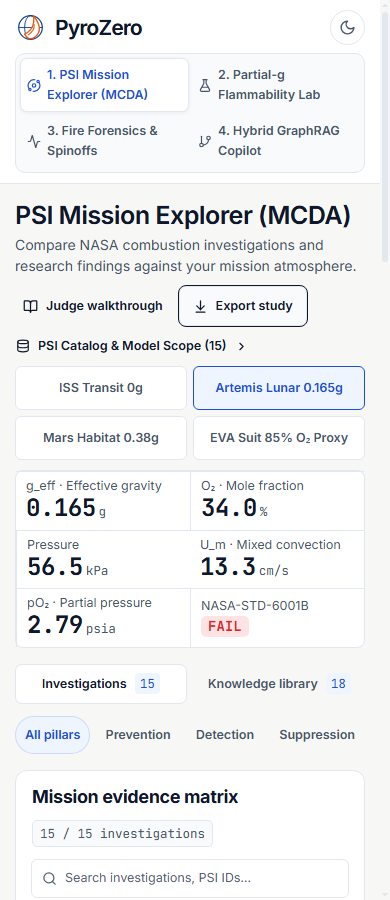 PyroZero
1. PSI Mission
Explorer (MCDA)
2. Partial-g
Flammability Lab
3. Fire Forensics &
Spinoffs
4. Hybrid GraphRAG
Copilot
PSI Mission Explorer (MCDA)
Compare NASA combustion investigations and
research findings against your mission atmosphere.
Judge walkthrough
Export study
PSI Catalog & Model Scope (15)
ISS Transit 0g
Artemis Lunar 0.165g
Mars Habitat 0.38g
EVA Suit 85% O₂ Proxy
g_eff · Effective gravity
0.165 g
O₂ · Mole fraction
34.0 %
Pressure
56.5 kPa
U_m · Mixed convection
13.3 cm/s
pO₂ · Partial pressure
2.79 psia
NASA-STD-6001B
FAIL
Investigations 15
Knowledge library 18
All pillars
Prevention
Detection
Suppression
Mission evidence matrix
15 / 15 investigations
Search investigations, PSI IDs...